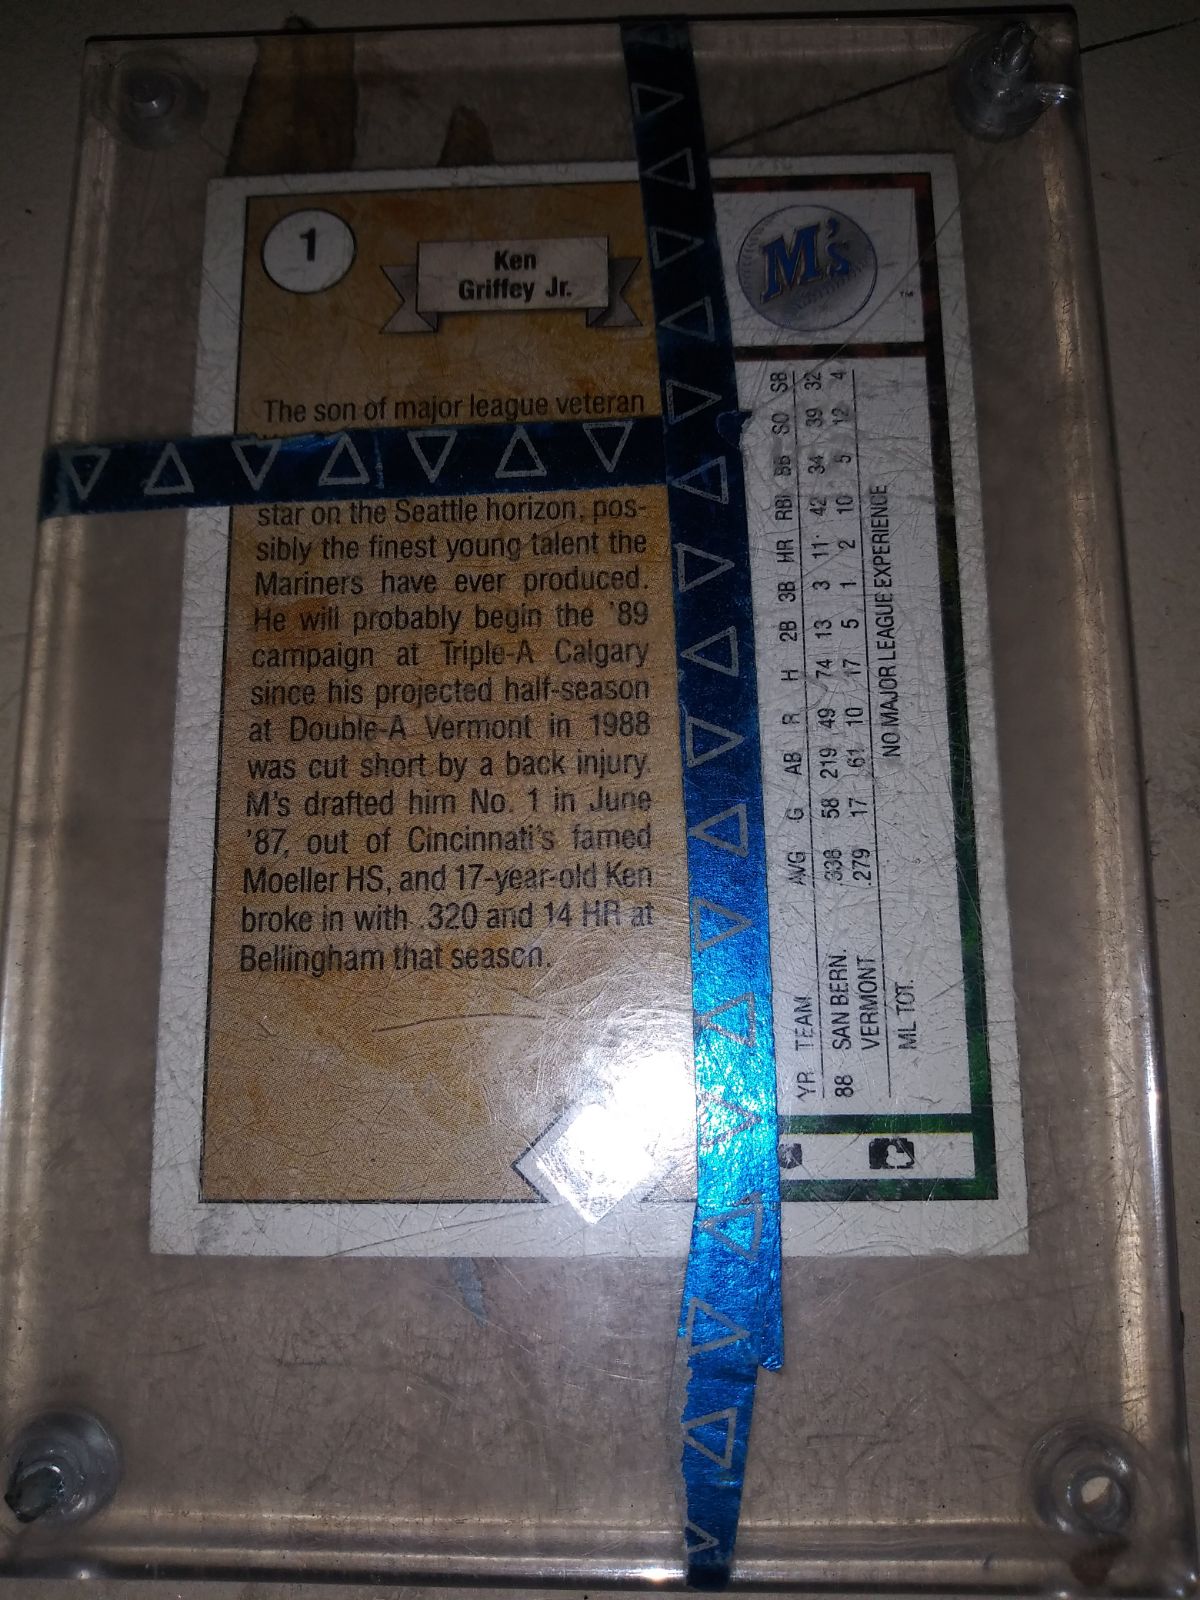 1
Ken
Griffey Jr.
The son of major league veteran
star on the Seattle horizon, pos-
sibly the finest young talent the
Mariners have ever produced.
He will probably begin the '89
campaign at Triple-A Calgary
since his projected half-season
at Double-A Vermont in 1988
was cut short by a back injury.
M's drafted him No. 1 in June
'87, out of Cincinnati's famed
Moeller HS, and 17-year-old Ken
broke in with .320 and 14 HR at
Bellingham that season.
M's
TM
YR TEAM AVG G AB R H 2B 3B HR RBI BB SO SB
88 SAN BERN. .338 58 219 49 74 13 3 11 42 34 39 32
VERMONT .279 17 61 10 17 5 1 2 10 5 12 4
ML TOT. NO MAJOR LEAGUE EXPERIENCE